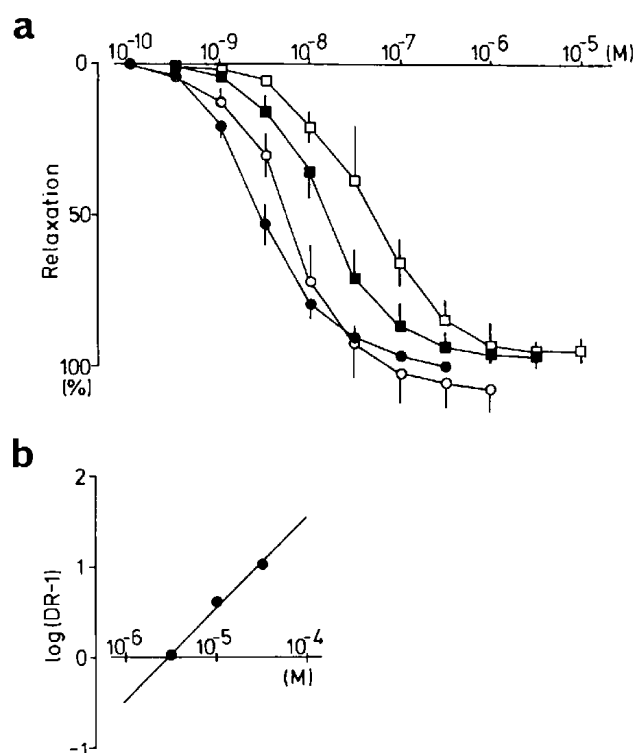 a
10⁻¹⁰ 10⁻⁹ 10⁻⁸ 10⁻⁷ 10⁻⁶ 10⁻⁵ (M)
0
50
100
(%)
Relaxation
b
2
1
0
-1
log(DR-1)
10⁻⁶ 10⁻⁵ 10⁻⁴
(M)